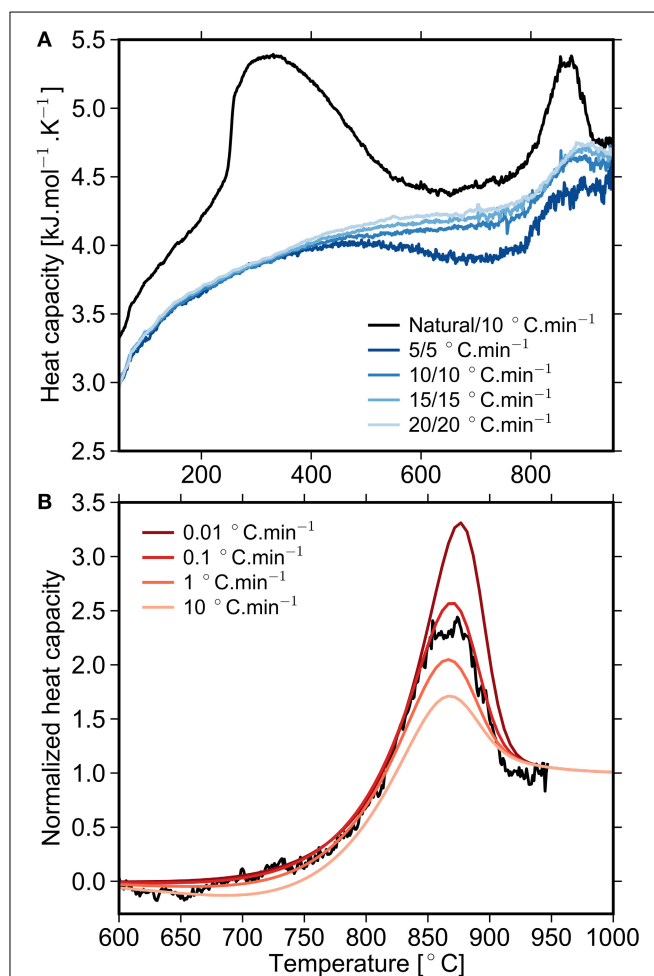 A
5.5
5.0
4.5
4.0
3.5
3.0
2.5
Heat capacity [kJ.mol⁻¹.K⁻¹]
Natural/10 °C.min⁻¹
5/5 °C.min⁻¹
10/10 °C.min⁻¹
15/15 °C.min⁻¹
20/20 °C.min⁻¹
200 400 600 800
B
3.5
3.0
2.5
2.0
1.5
1.0
0.5
0.0
Normalized heat capacity
0.01 °C.min⁻¹
0.1 °C.min⁻¹
1 °C.min⁻¹
10 °C.min⁻¹
600 650 700 750 800 850 900 950 1000
Temperature [°C]